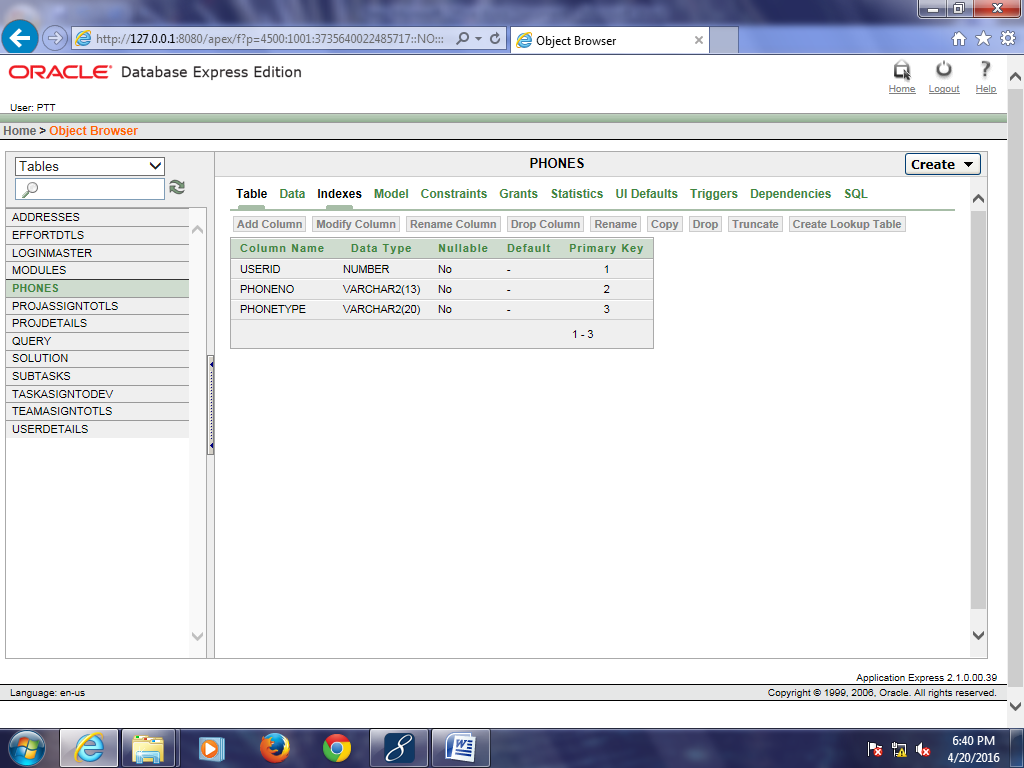 http://127.0.0.1:8080/apex/f?p=4500:1001:3735640022485717::NO:::
Object Browser
ORACLE® Database Express Edition
Home Logout Help
User: PTT
Home > Object Browser
Tables
PHONES
Create
Table Data Indexes Model Constraints Grants Statistics UI Defaults Triggers Dependencies SQL
Add Column Modify Column Rename Column Drop Column Rename Copy Drop Truncate Create Lookup Table
ADDRESSES
EFFORTDTLS
LOGINMASTER
MODULES
PHONES
PROJASSIGNTOTLS
PROJDETAILS
QUERY
SOLUTION
SUBTASKS
TASKASIGNTODEV
TEAMASIGNTOTLS
USERDETAILS
Column Name Data Type Nullable Default Primary Key
USERID NUMBER No - 1
PHONENO VARCHAR2(13) No - 2
PHONETYPE VARCHAR2(20) No - 3
1 - 3
Application Express 2.1.0.00.39
Language: en-us
Copyright © 1999, 2006, Oracle. All rights reserved.
6:40 PM
4/20/2016